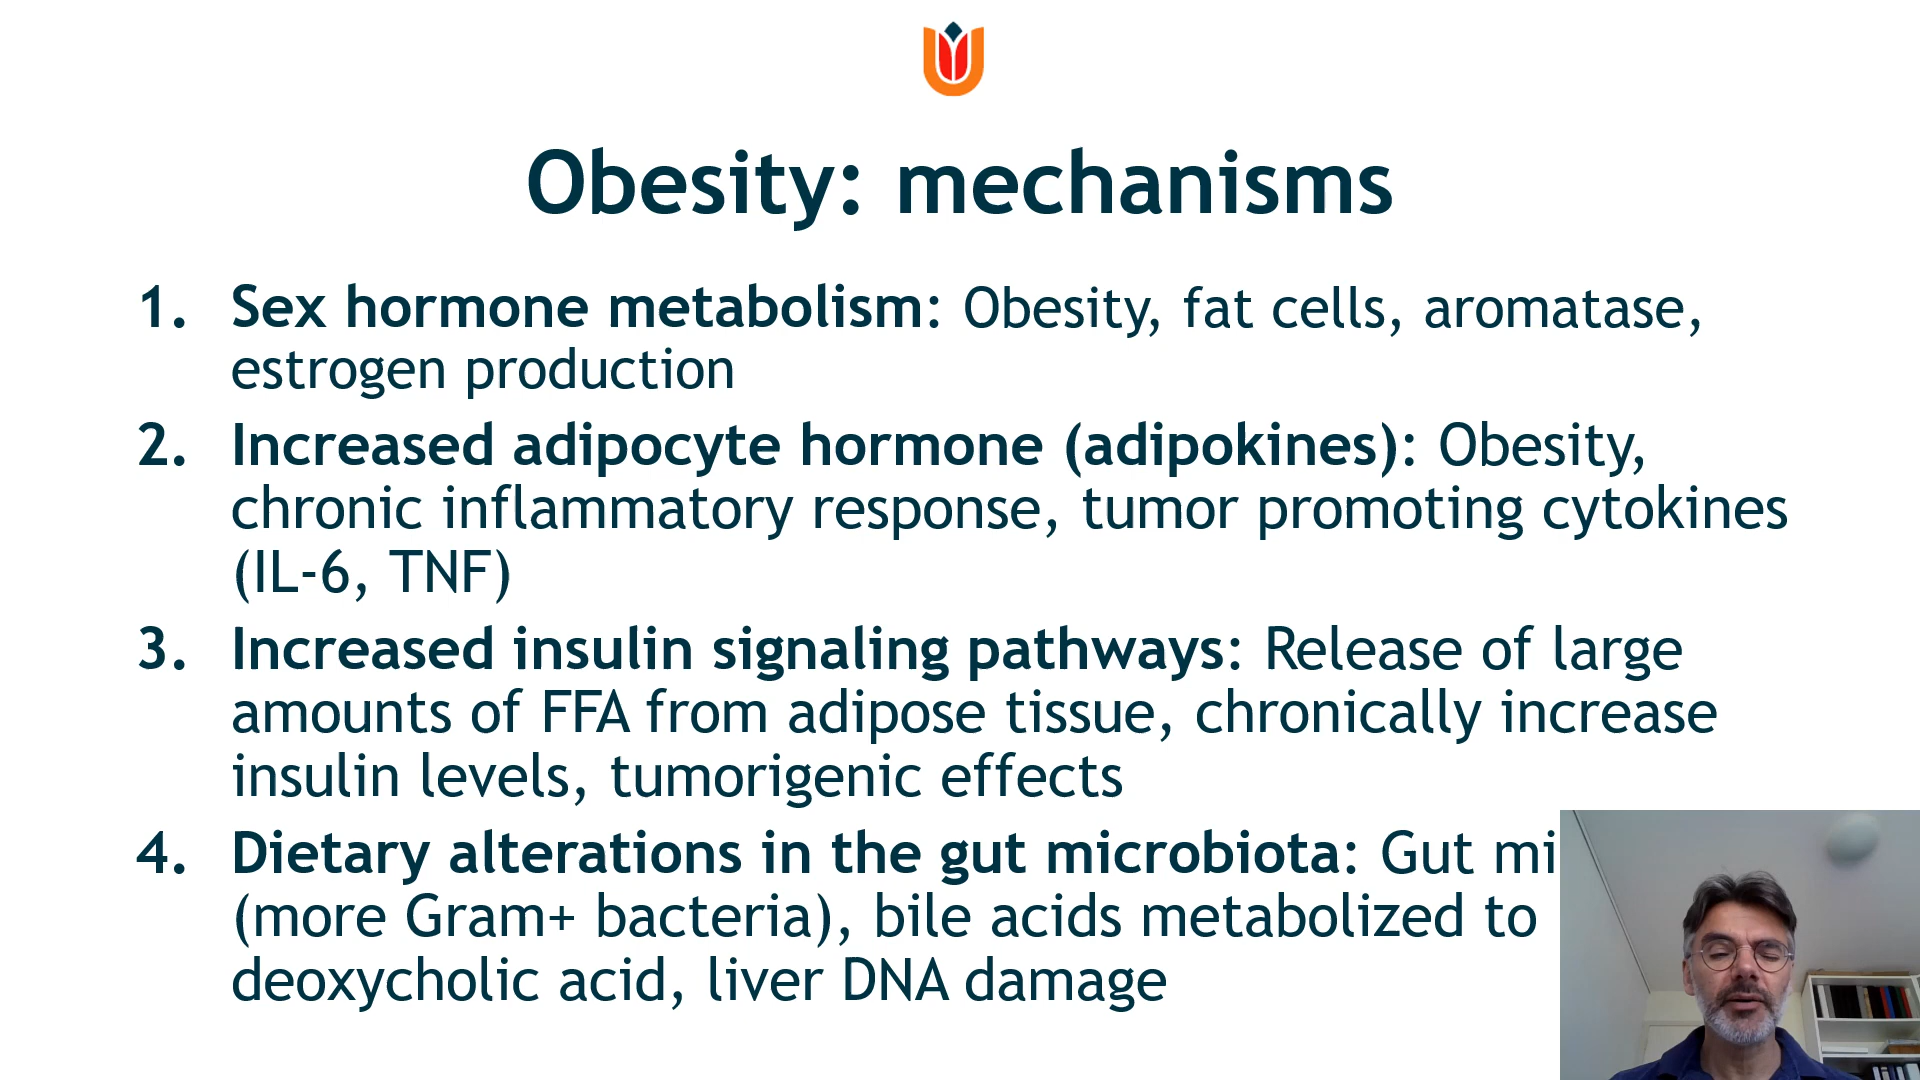 Obesity: mechanisms
1. Sex hormone metabolism: Obesity, fat cells, aromatase,
estrogen production
2. Increased adipocyte hormone (adipokines): Obesity,
chronic inflammatory response, tumor promoting cytokines
(IL-6, TNF)
3. Increased insulin signaling pathways: Release of large
amounts of FFA from adipose tissue, chronically increase
insulin levels, tumorigenic effects
4. Dietary alterations in the gut microbiota: Gut mi
(more Gram+ bacteria), bile acids metabolized to
deoxycholic acid, liver DNA damage